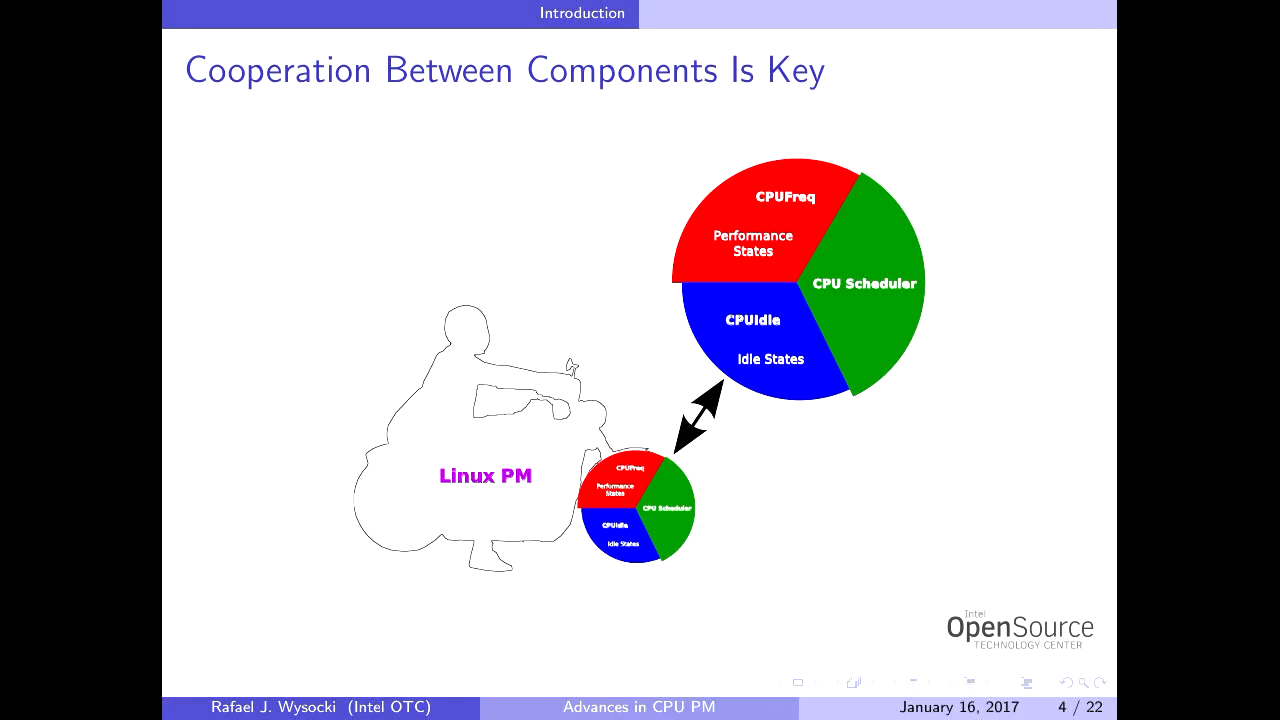 Introduction
Cooperation Between Components Is Key
CPUFreq
Performance
States
CPU Scheduler
CPUIdle
Idle States
Linux PM
CPUFreq
Performance
States
CPU Scheduler
CPUIdle
Idle States
Intel
OpenSource
TECHNOLOGY CENTER
Rafael J. Wysocki (Intel OTC)
Advances in CPU PM
January 16, 2017
4 / 22